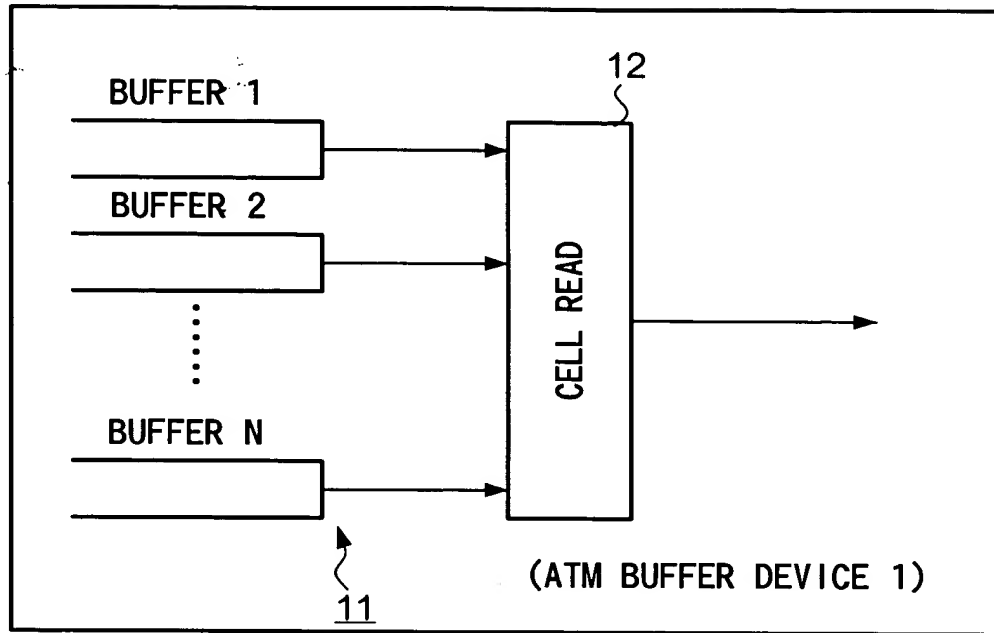 12
BUFFER 1
BUFFER 2
CELL READ
BUFFER N
(ATM BUFFER DEVICE 1)
11